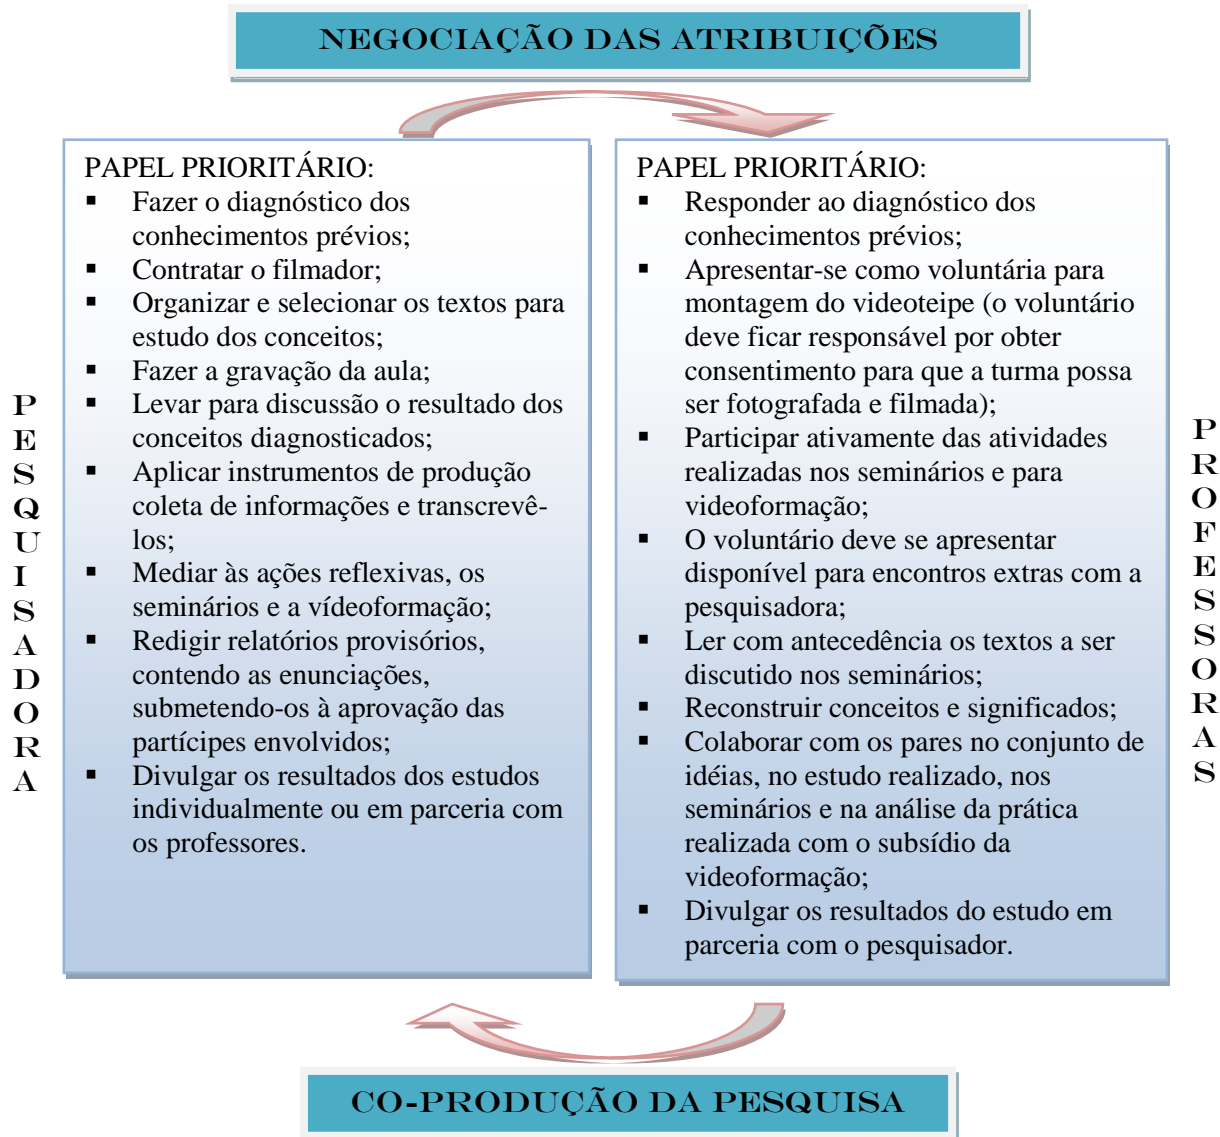 NEGOCIAÇÃO DAS ATRIBUIÇÕES
PESQUISADORA
PAPEL PRIORITÁRIO:
▪ Fazer o diagnóstico dos
conhecimentos prévios;
▪ Contratar o filmador;
▪ Organizar e selecionar os textos para
estudo dos conceitos;
▪ Fazer a gravação da aula;
▪ Levar para discussão o resultado dos
conceitos diagnosticados;
▪ Aplicar instrumentos de produção
coleta de informações e transcrevê-
los;
▪ Mediar às ações reflexivas, os
seminários e a vídeoformação;
▪ Redigir relatórios provisórios,
contendo as enunciações,
submetendo-os à aprovação das
partícipes envolvidos;
▪ Divulgar os resultados dos estudos
individualmente ou em parceria com
os professores.
PAPEL PRIORITÁRIO:
▪ Responder ao diagnóstico dos
conhecimentos prévios;
▪ Apresentar-se como voluntária para
montagem do videoteipe (o voluntário
deve ficar responsável por obter
consentimento para que a turma possa
ser fotografada e filmada);
▪ Participar ativamente das atividades
realizadas nos seminários e para
videoformação;
▪ O voluntário deve se apresentar
disponível para encontros extras com a
pesquisadora;
▪ Ler com antecedência os textos a ser
discutido nos seminários;
▪ Reconstruir conceitos e significados;
▪ Colaborar com os pares no conjunto de
idéias, no estudo realizado, nos
seminários e na análise da prática
realizada com o subsídio da
videoformação;
▪ Divulgar os resultados do estudo em
parceria com o pesquisador.
PROFESSORAS
CO-PRODUÇÃO DA PESQUISA